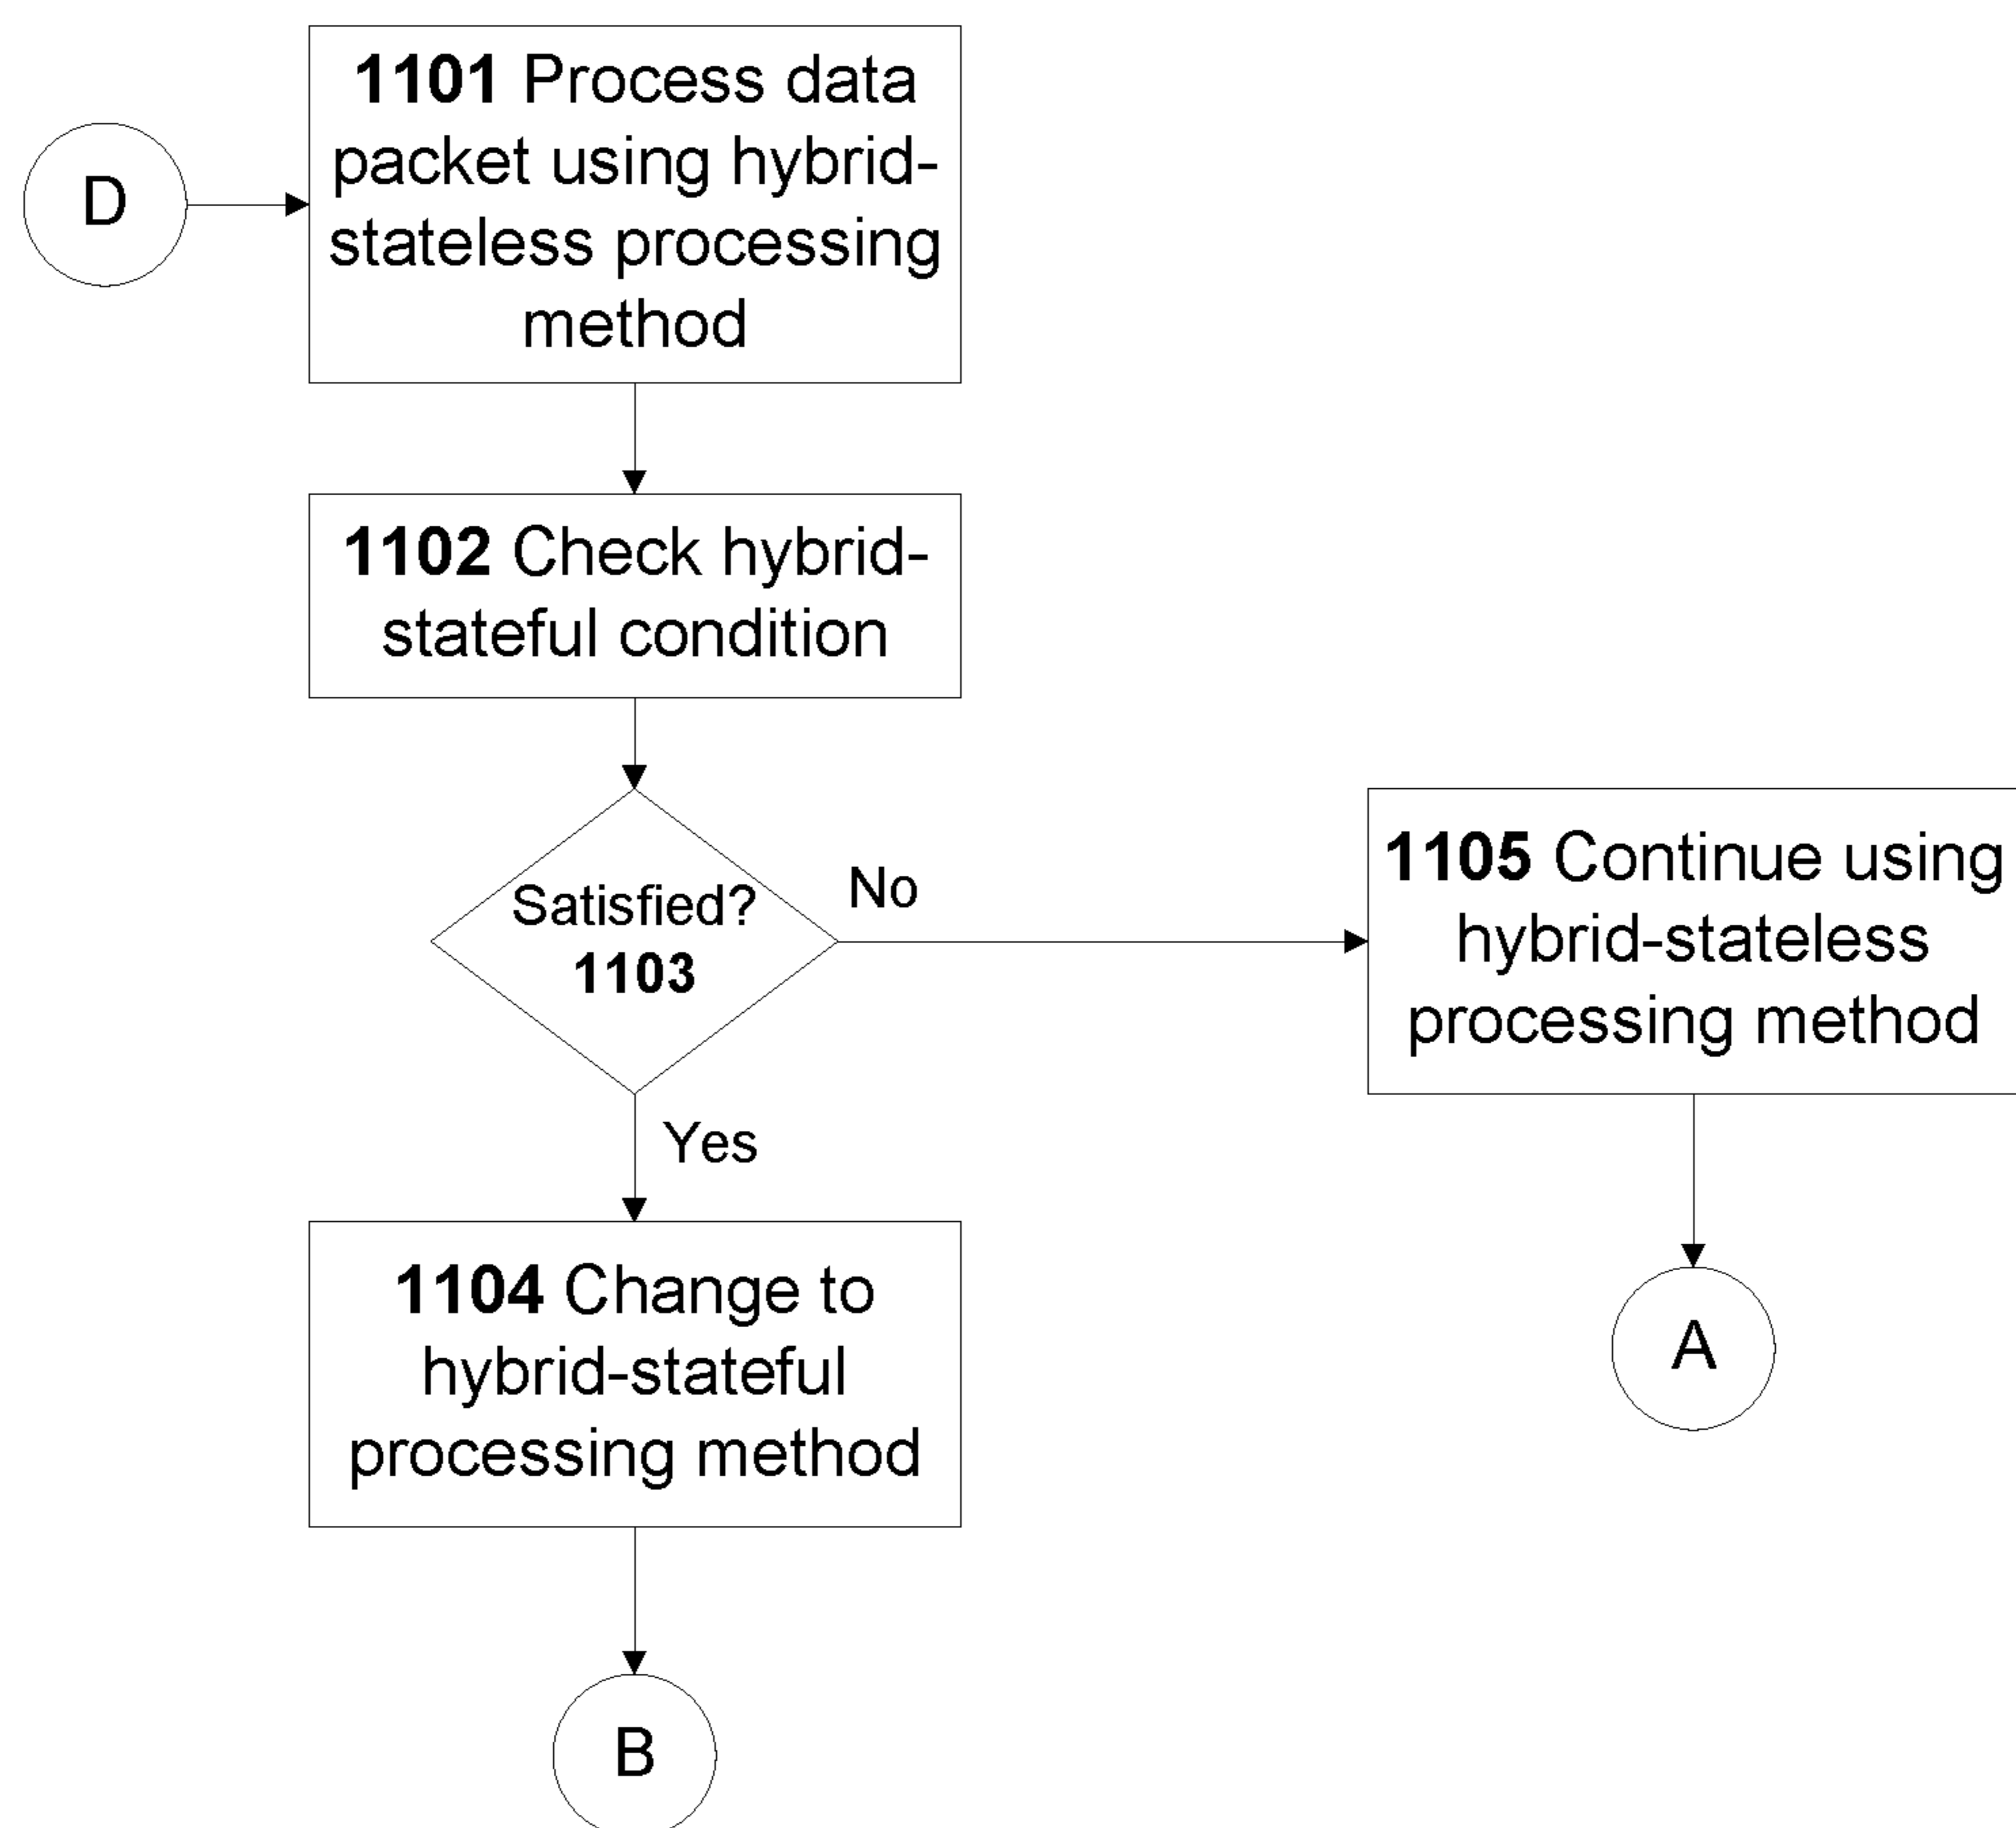 1101 Process data
packet using hybrid-
stateless processing
method
D
1102 Check hybrid-
stateful condition
Satisfied?
1103
No
1105 Continue using
hybrid-stateless
processing method
Yes
1104 Change to
hybrid-stateful
processing method
A
B